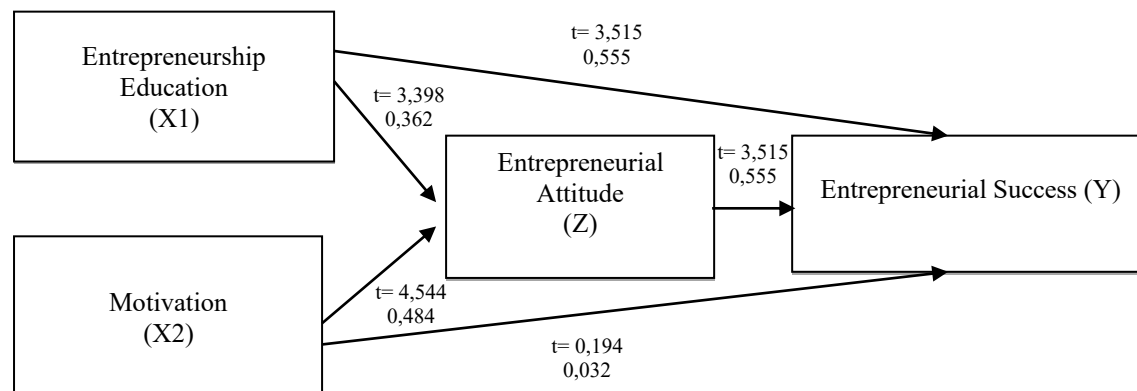 Entrepreneurship
Education
(X1)
t= 3,515
0,555
t= 3,398
0,362
Entrepreneurial
Attitude
(Z)
t= 3,515
0,555
Entrepreneurial Success (Y)
Motivation
(X2)
t= 4,544
0,484
t= 0,194
0,032